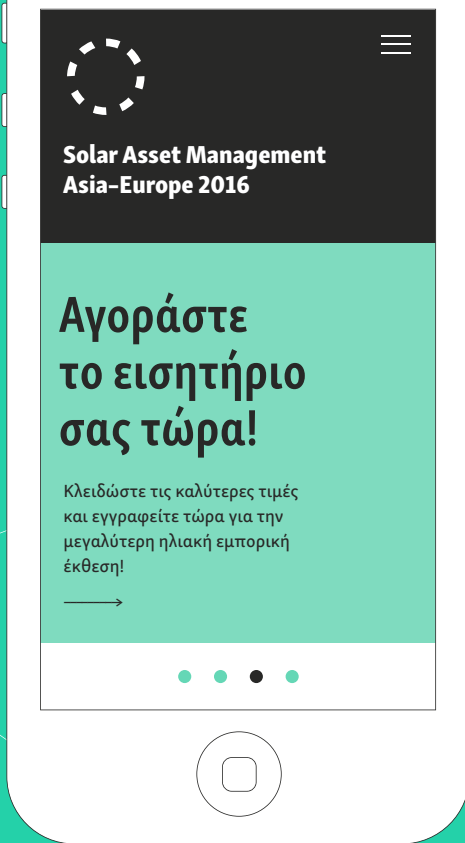 Solar Asset Management
Asia–Europe 2016
Αγοράστε
το εισητήριο
σας τώρα!
Κλειδώστε τις καλύτερες τιμές
και εγγραφείτε τώρα για την
μεγαλύτερη ηλιακή εμπορική
έκθεση!